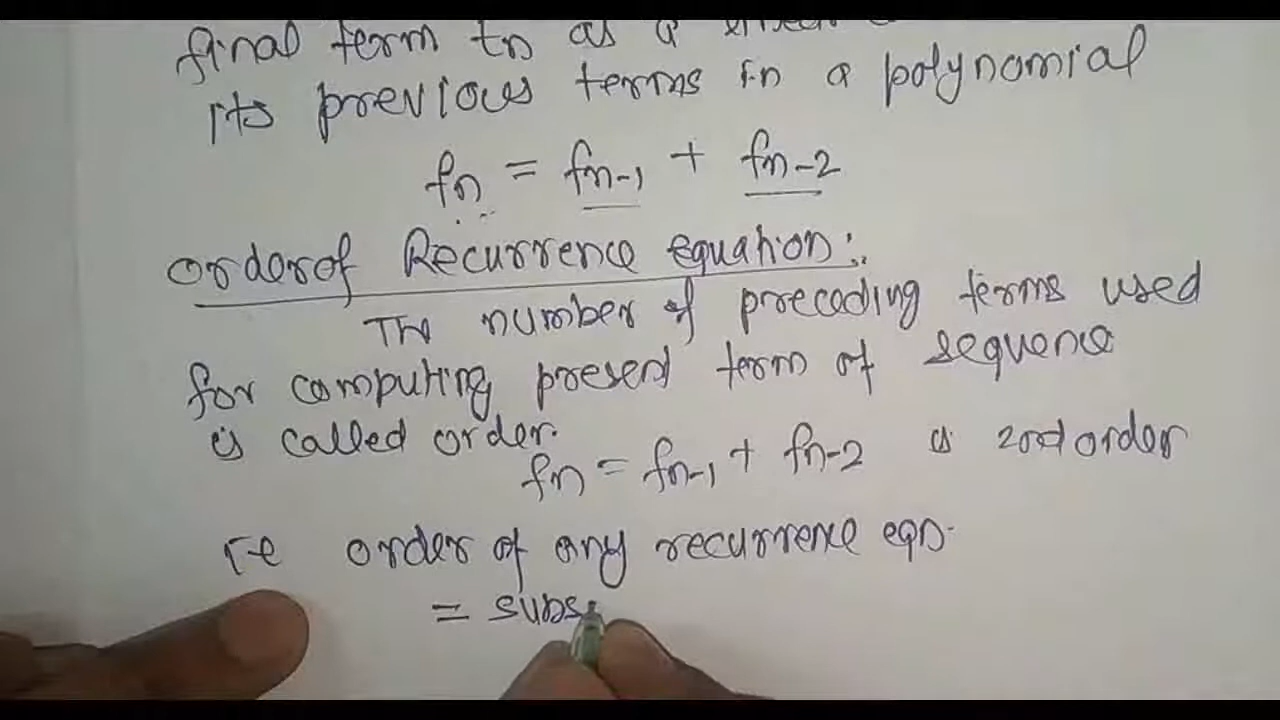 final term tn as a
its previous terms in a polynomial
fn = fn-1 + fn-2
order of Recurrence equation:
The number of preceding terms used
for computing present term of sequence
is called order.
fn = fn-1 + fn-2 is 2nd order
I.e order of any recurrence eqn.
= subs